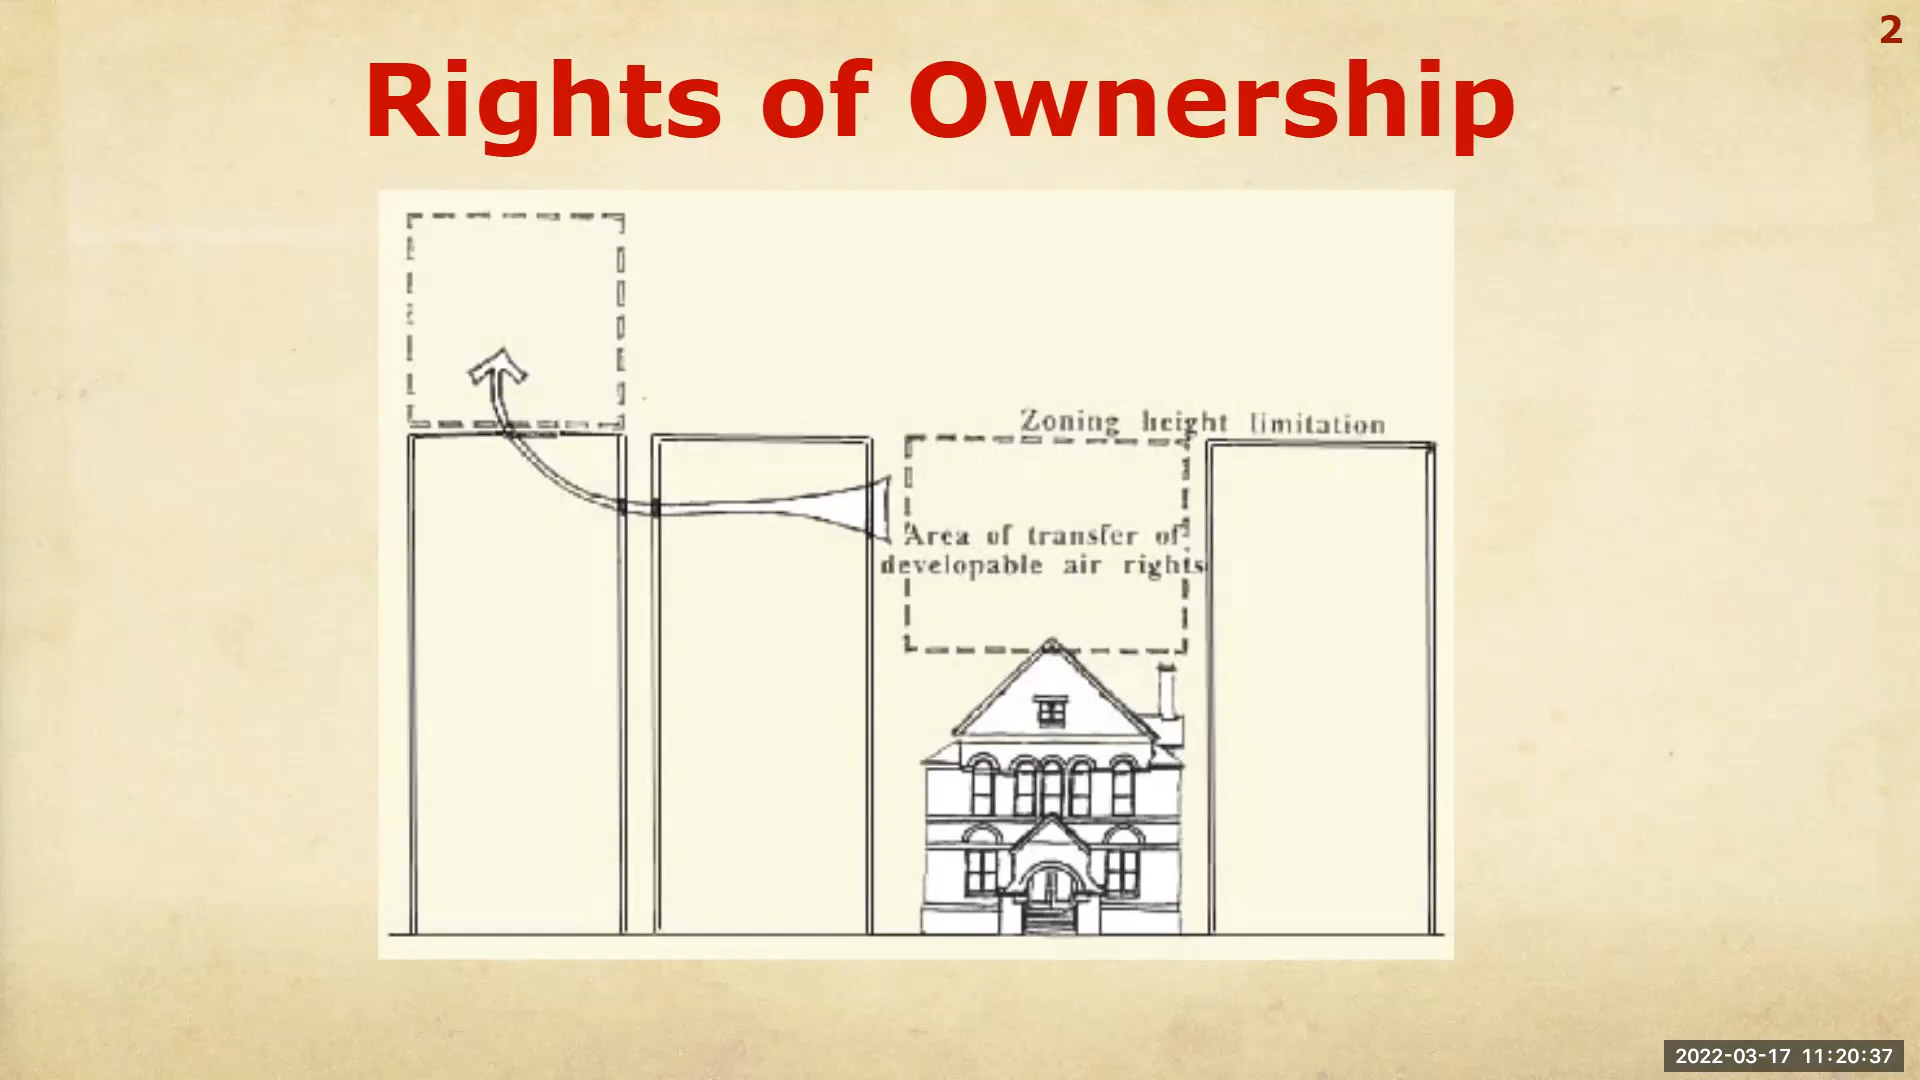 2
Rights of Ownership
Zoning height limitation
Area of transfer of
developable air rights
2022-03-17 11:20:37